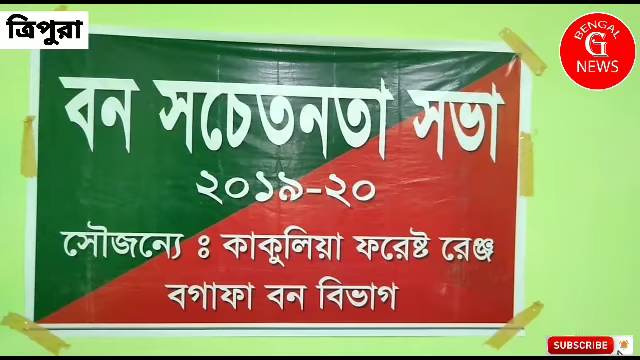 ত্রিপুরা
BENGAL
G
NEWS
বন সচেতনতা সভা
২০১৯-২০
সৌজন্যে ঃ কাকুলিয়া ফরেষ্ট রেঞ্জ
বগাফা বন বিভাগ
SUBSCRIBE